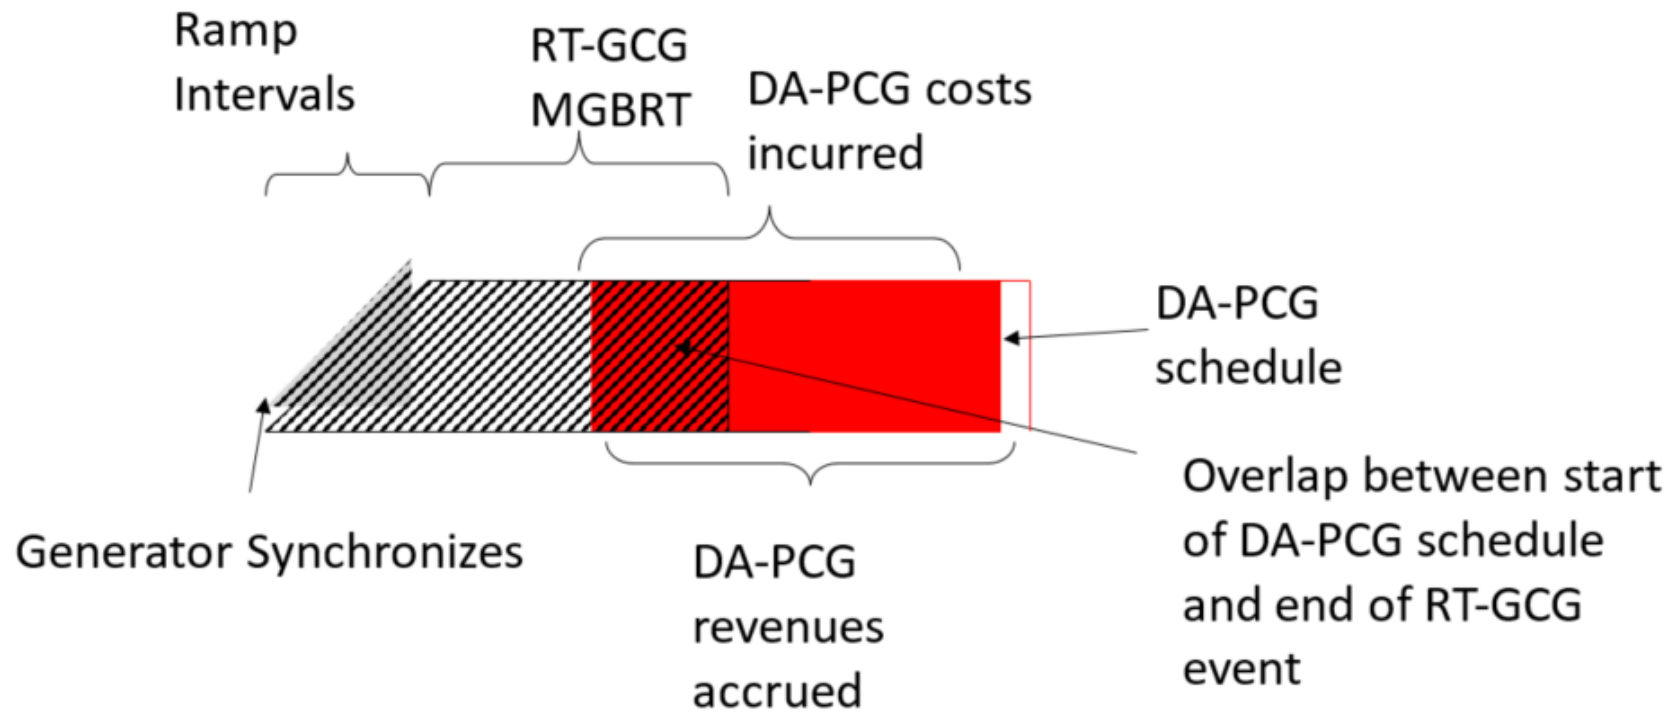 Ramp
Intervals
RT-GCG
MGBRT
DA-PCG costs
incurred
DA-PCG
schedule
Generator Synchronizes
DA-PCG
revenues
accrued
Overlap between start
of DA-PCG schedule
and end of RT-GCG
event